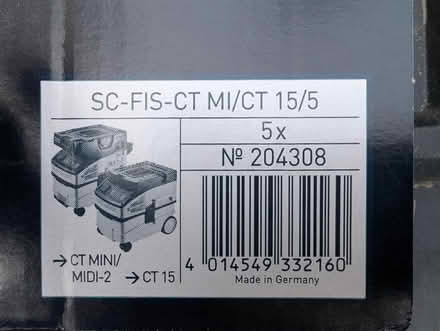 SC-FIS-CT MI/CT 15/5
5x
№ 204308
→ CT MINI/
MIDI-2 → CT 15
4 014549 332160
Made in Germany